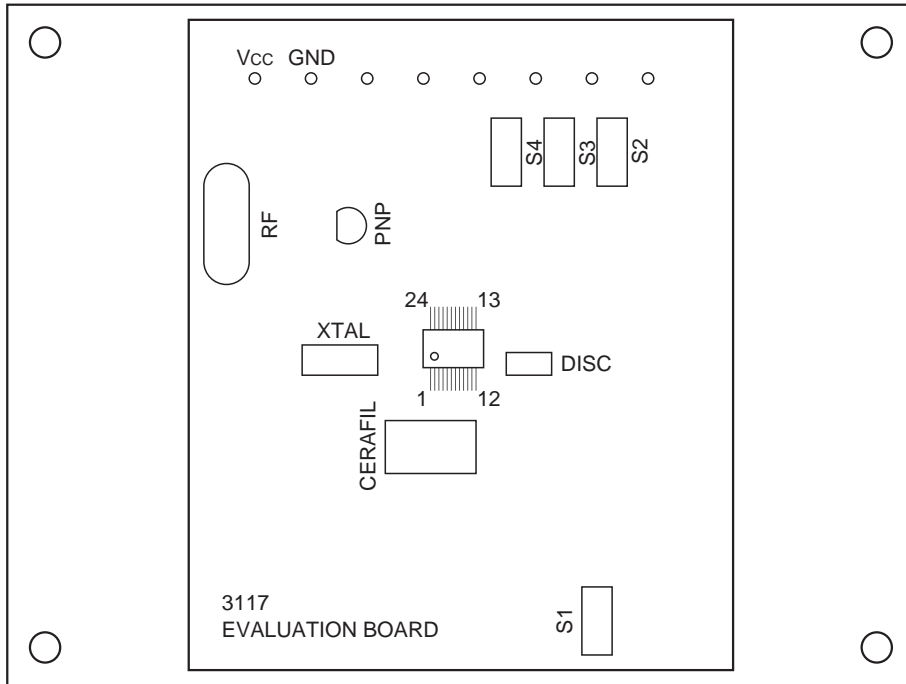 VCC GND
S4
S3
S2
RF
PNP
24 13
XTAL
DISC
1 12
CERAFIL
3117
EVALUATION BOARD
S1